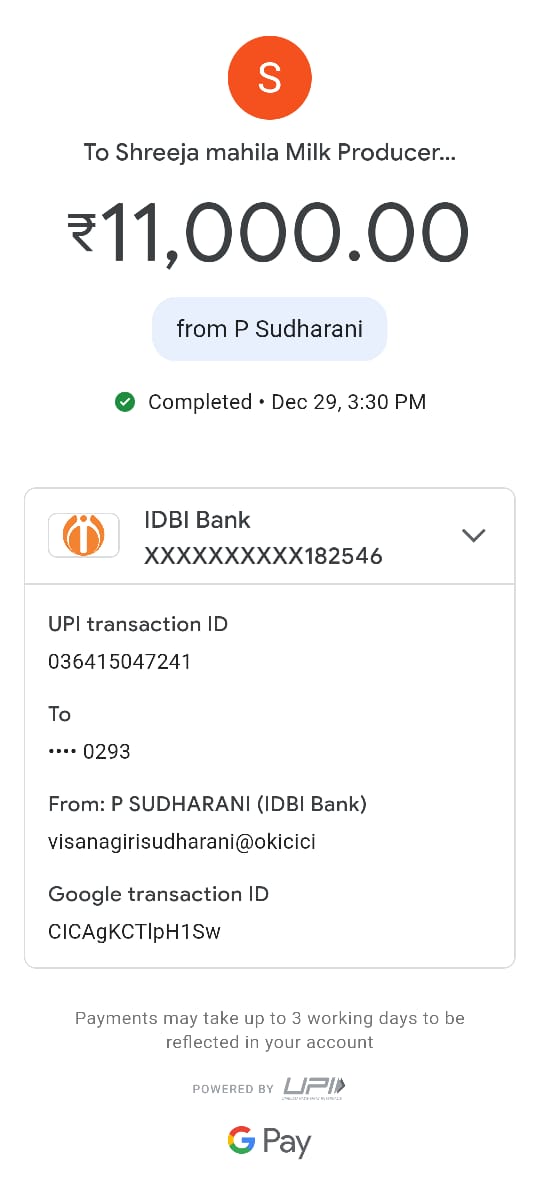 S
To Shreeja mahila Milk Producer...
₹11,000.00
from P Sudharani
Completed • Dec 29, 3:30 PM
IDBI Bank
XXXXXXXXXX182546
UPI transaction ID
036415047241
To
•••• 0293
From: P SUDHARANI (IDBI Bank)
visanagirisudharani@okicici
Google transaction ID
CICAgKCTlpH1Sw
Payments may take up to 3 working days to be
reflected in your account
POWERED BY UPI
G Pay